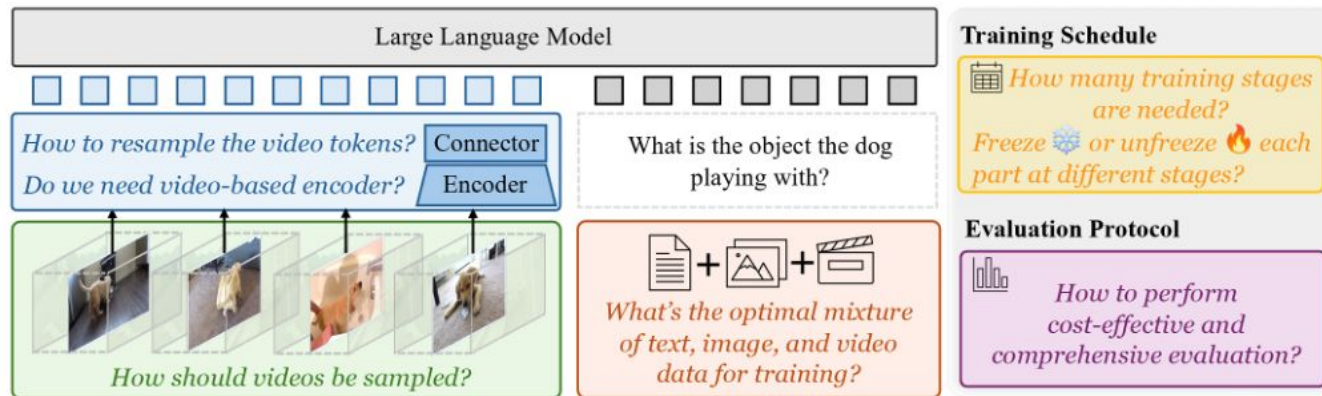 Large Language Model
How to resample the video tokens?
Connector
Do we need video-based encoder?
Encoder
How should videos be sampled?
What is the object the dog
playing with?
What's the optimal mixture
of text, image, and video
data for training?
Training Schedule
How many training stages
are needed?
Freeze ❄️ or unfreeze 🔥 each
part at different stages?
Evaluation Protocol
How to perform
cost-effective and
comprehensive evaluation?